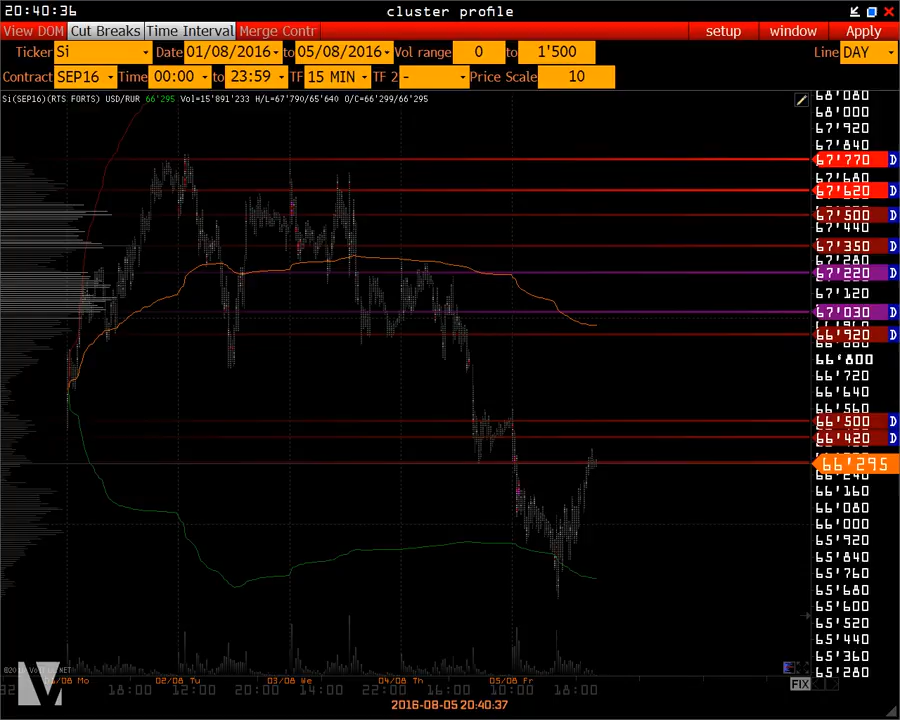 20:40:36 cluster profile
View DOM Cut Breaks Time Interval Merge Contr setup window Apply
Ticker Si Date 01/08/2016 to 05/08/2016 Vol range 0 to 1'500 Line DAY
Contract SEP16 Time 00:00 to 23:59 TF 15 MIN TF 2 - Price Scale 10
Si(SEP16)(RTS FORTS) USD/RUR 66'295 Vol=15'891'233 H/L=67'790/65'640 O/C=66'299/66'295
68'080
68'000
67'920
67'840
67'770 D
67'680
67'620 D
67'500 D
67'440
67'350 D
67'280
67'220 D
67'120
67'030 D
66'920 D
66'880
66'800
66'720
66'640
66'560
66'500 D
66'420 D
66'295
66'240
66'160
66'080
66'000
65'920
65'840
65'760
65'680
65'600
65'520
65'440
65'360
65'280
01/08 Mo 02/08 Tu 03/08 We 04/08 Th 05/08 Fr FIX
18:00 12:00 20:00 14:00 22:00 16:00 10:00 18:00
2016-08-05 20:40:37